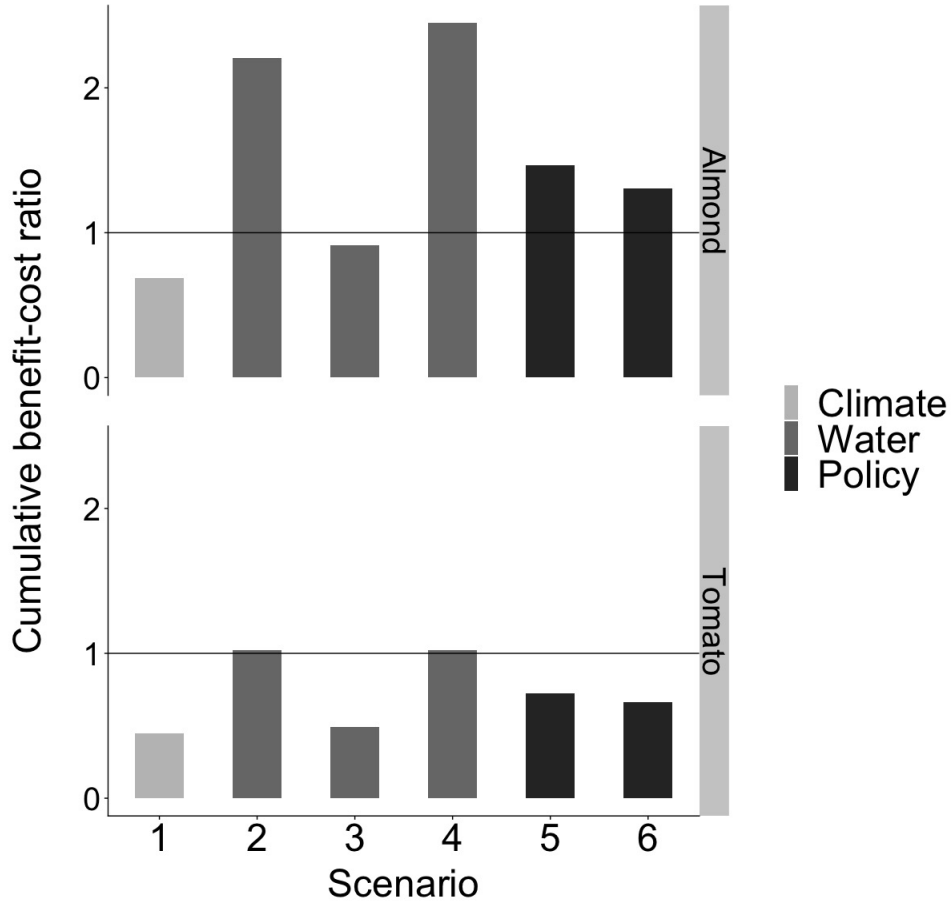 Cumulative benefit-cost ratio
2
1
0
Almond
2
1
0
Tomato
1 2 3 4 5 6
Scenario
Climate
Water
Policy